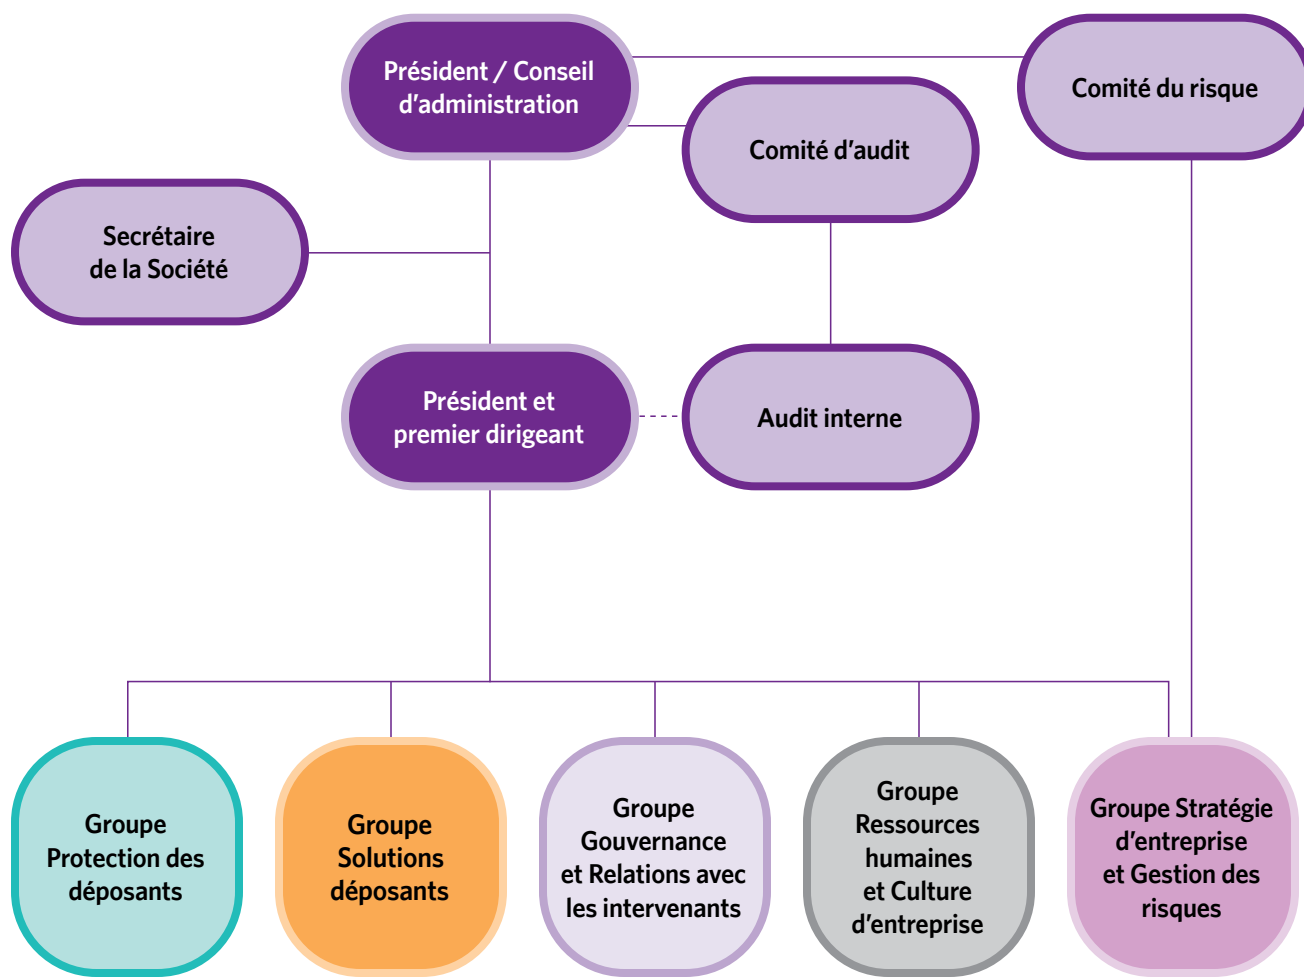 Président / Conseil
d'administration
Comité du risque
Comité d'audit
Secrétaire
de la Société
Président et
premier dirigeant
Audit interne
Groupe
Protection des
déposants
Groupe
Solutions
déposants
Groupe
Gouvernance
et Relations avec
les intervenants
Groupe
Ressources
humaines
et Culture
d'entreprise
Groupe Stratégie
d'entreprise
et Gestion des
risques